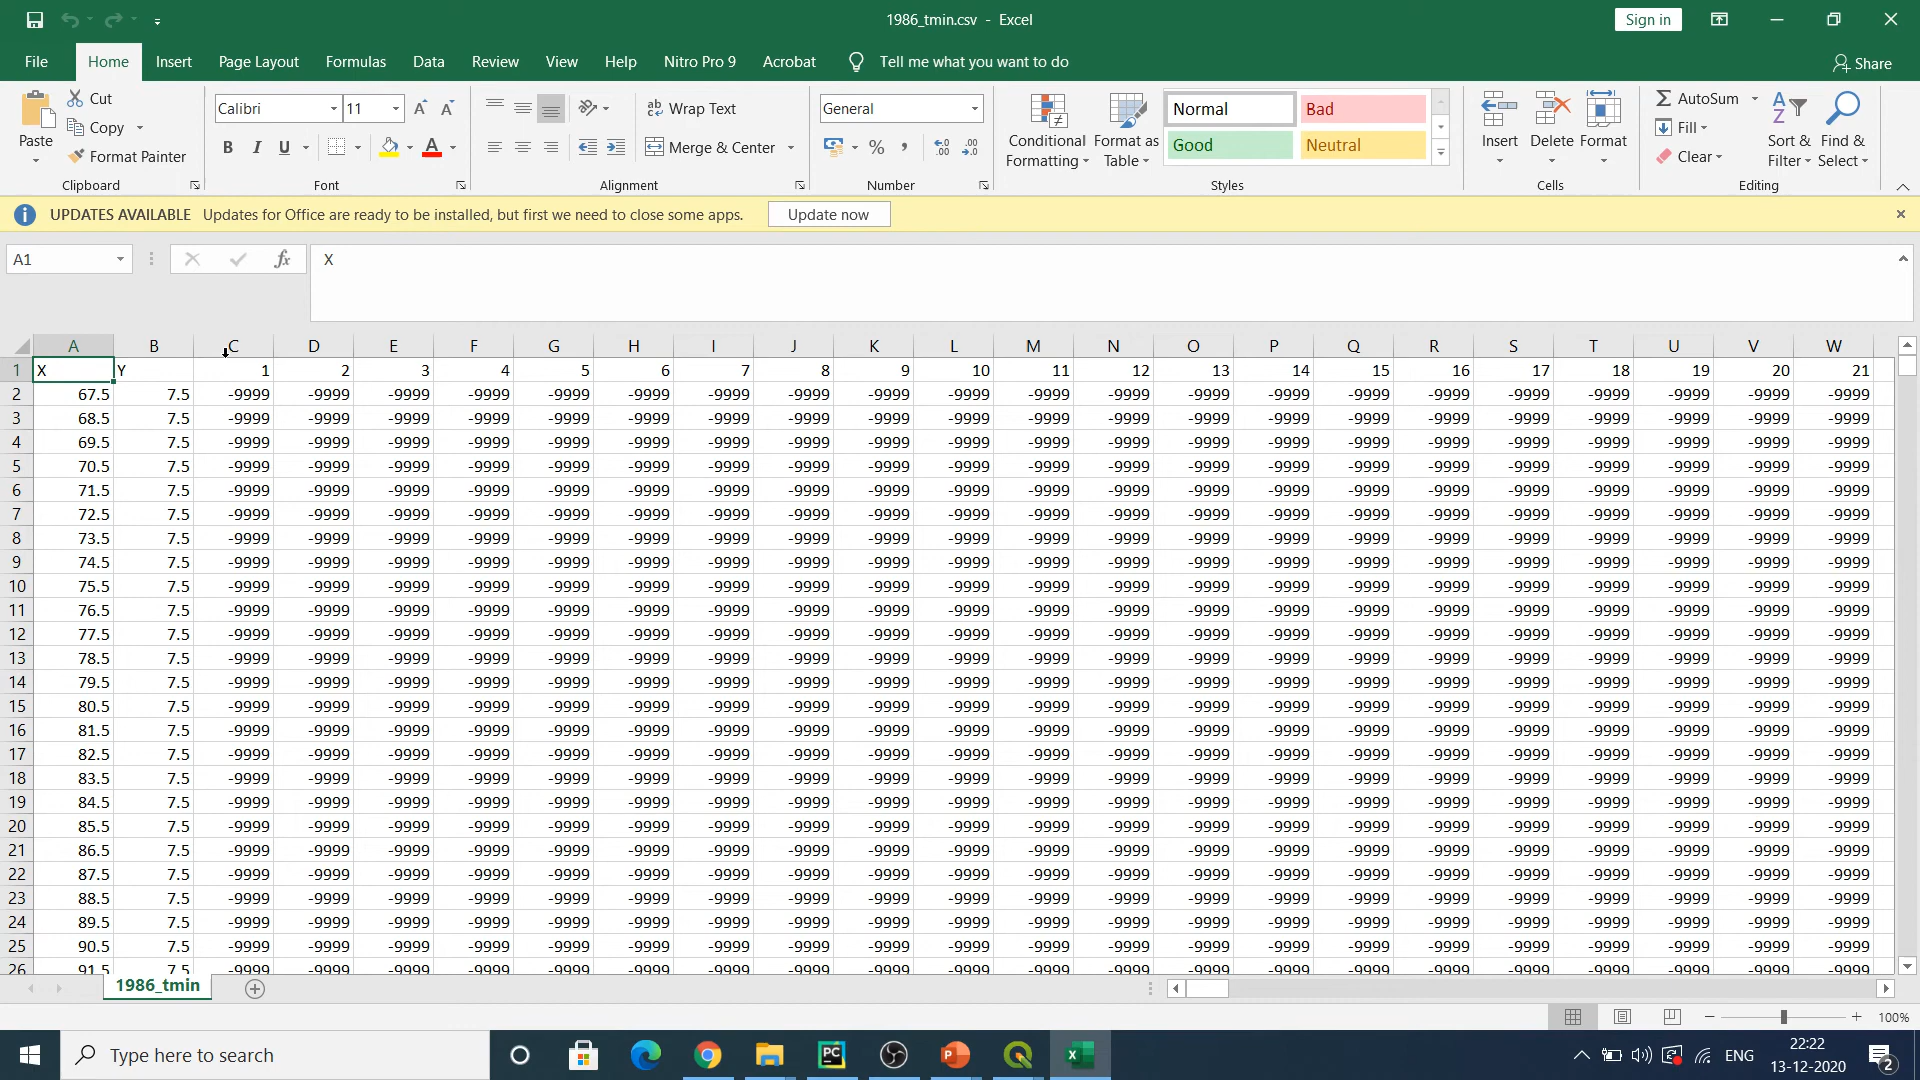 1986_tmin.csv - Excel
Sign in
File Home Insert Page Layout Formulas Data Review View Help Nitro Pro 9 Acrobat Tell me what you want to do Share
Paste
Cut
Copy
Format Painter
Clipboard
Calibri 11
B I U
Font
Wrap Text
Merge & Center
Alignment
General
Number
Conditional Formatting
Format as Table
Normal Bad
Good Neutral
Styles
Insert Delete Format
Cells
AutoSum
Fill
Clear
Sort & Filter
Find & Select
Editing
UPDATES AVAILABLE Updates for Office are ready to be installed, but first we need to close some apps. Update now
A1 fx X
A B C D E F G H I J K L M N O P Q R S T U V W
1 X Y 1 2 3 4 5 6 7 8 9 10 11 12 13 14 15 16 17 18 19 20 21
2 67.5 7.5 -9999 -9999 -9999 -9999 -9999 -9999 -9999 -9999 -9999 -9999 -9999 -9999 -9999 -9999 -9999 -9999 -9999 -9999 -9999 -9999 -9999
3 68.5 7.5 -9999 -9999 -9999 -9999 -9999 -9999 -9999 -9999 -9999 -9999 -9999 -9999 -9999 -9999 -9999 -9999 -9999 -9999 -9999 -9999 -9999
4 69.5 7.5 -9999 -9999 -9999 -9999 -9999 -9999 -9999 -9999 -9999 -9999 -9999 -9999 -9999 -9999 -9999 -9999 -9999 -9999 -9999 -9999 -9999
5 70.5 7.5 -9999 -9999 -9999 -9999 -9999 -9999 -9999 -9999 -9999 -9999 -9999 -9999 -9999 -9999 -9999 -9999 -9999 -9999 -9999 -9999 -9999
6 71.5 7.5 -9999 -9999 -9999 -9999 -9999 -9999 -9999 -9999 -9999 -9999 -9999 -9999 -9999 -9999 -9999 -9999 -9999 -9999 -9999 -9999 -9999
7 72.5 7.5 -9999 -9999 -9999 -9999 -9999 -9999 -9999 -9999 -9999 -9999 -9999 -9999 -9999 -9999 -9999 -9999 -9999 -9999 -9999 -9999 -9999
8 73.5 7.5 -9999 -9999 -9999 -9999 -9999 -9999 -9999 -9999 -9999 -9999 -9999 -9999 -9999 -9999 -9999 -9999 -9999 -9999 -9999 -9999 -9999
9 74.5 7.5 -9999 -9999 -9999 -9999 -9999 -9999 -9999 -9999 -9999 -9999 -9999 -9999 -9999 -9999 -9999 -9999 -9999 -9999 -9999 -9999 -9999
10 75.5 7.5 -9999 -9999 -9999 -9999 -9999 -9999 -9999 -9999 -9999 -9999 -9999 -9999 -9999 -9999 -9999 -9999 -9999 -9999 -9999 -9999 -9999
11 76.5 7.5 -9999 -9999 -9999 -9999 -9999 -9999 -9999 -9999 -9999 -9999 -9999 -9999 -9999 -9999 -9999 -9999 -9999 -9999 -9999 -9999 -9999
12 77.5 7.5 -9999 -9999 -9999 -9999 -9999 -9999 -9999 -9999 -9999 -9999 -9999 -9999 -9999 -9999 -9999 -9999 -9999 -9999 -9999 -9999 -9999
13 78.5 7.5 -9999 -9999 -9999 -9999 -9999 -9999 -9999 -9999 -9999 -9999 -9999 -9999 -9999 -9999 -9999 -9999 -9999 -9999 -9999 -9999 -9999
14 79.5 7.5 -9999 -9999 -9999 -9999 -9999 -9999 -9999 -9999 -9999 -9999 -9999 -9999 -9999 -9999 -9999 -9999 -9999 -9999 -9999 -9999 -9999
15 80.5 7.5 -9999 -9999 -9999 -9999 -9999 -9999 -9999 -9999 -9999 -9999 -9999 -9999 -9999 -9999 -9999 -9999 -9999 -9999 -9999 -9999 -9999
16 81.5 7.5 -9999 -9999 -9999 -9999 -9999 -9999 -9999 -9999 -9999 -9999 -9999 -9999 -9999 -9999 -9999 -9999 -9999 -9999 -9999 -9999 -9999
17 82.5 7.5 -9999 -9999 -9999 -9999 -9999 -9999 -9999 -9999 -9999 -9999 -9999 -9999 -9999 -9999 -9999 -9999 -9999 -9999 -9999 -9999 -9999
18 83.5 7.5 -9999 -9999 -9999 -9999 -9999 -9999 -9999 -9999 -9999 -9999 -9999 -9999 -9999 -9999 -9999 -9999 -9999 -9999 -9999 -9999 -9999
19 84.5 7.5 -9999 -9999 -9999 -9999 -9999 -9999 -9999 -9999 -9999 -9999 -9999 -9999 -9999 -9999 -9999 -9999 -9999 -9999 -9999 -9999 -9999
20 85.5 7.5 -9999 -9999 -9999 -9999 -9999 -9999 -9999 -9999 -9999 -9999 -9999 -9999 -9999 -9999 -9999 -9999 -9999 -9999 -9999 -9999 -9999
21 86.5 7.5 -9999 -9999 -9999 -9999 -9999 -9999 -9999 -9999 -9999 -9999 -9999 -9999 -9999 -9999 -9999 -9999 -9999 -9999 -9999 -9999 -9999
22 87.5 7.5 -9999 -9999 -9999 -9999 -9999 -9999 -9999 -9999 -9999 -9999 -9999 -9999 -9999 -9999 -9999 -9999 -9999 -9999 -9999 -9999 -9999
23 88.5 7.5 -9999 -9999 -9999 -9999 -9999 -9999 -9999 -9999 -9999 -9999 -9999 -9999 -9999 -9999 -9999 -9999 -9999 -9999 -9999 -9999 -9999
24 89.5 7.5 -9999 -9999 -9999 -9999 -9999 -9999 -9999 -9999 -9999 -9999 -9999 -9999 -9999 -9999 -9999 -9999 -9999 -9999 -9999 -9999 -9999
25 90.5 7.5 -9999 -9999 -9999 -9999 -9999 -9999 -9999 -9999 -9999 -9999 -9999 -9999 -9999 -9999 -9999 -9999 -9999 -9999 -9999 -9999 -9999
26 91.5 7.5 -9999 -9999 -9999 -9999 -9999 -9999 -9999 -9999 -9999 -9999 -9999 -9999 -9999 -9999 -9999 -9999 -9999 -9999 -9999 -9999 -9999
1986_tmin
100%
Type here to search
ENG
22:22
13-12-2020
2